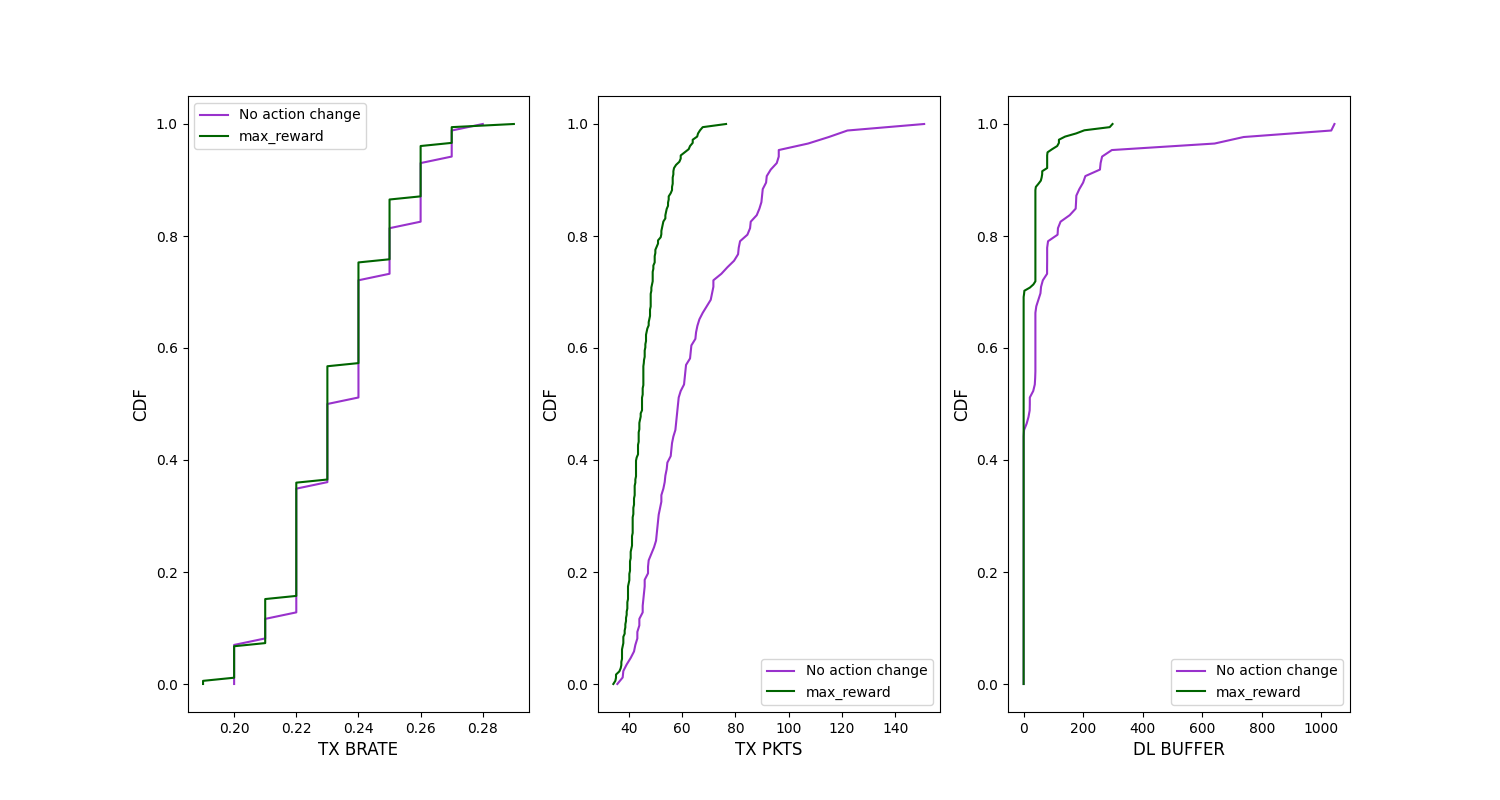 No action change
max_reward
1.0
0.8
0.6
0.4
0.2
0.0
CDF
0.20 0.22 0.24 0.26 0.28
TX BRATE
1.0
0.8
0.6
0.4
0.2
0.0
CDF
No action change
max_reward
40 60 80 100 120 140
TX PKTS
1.0
0.8
0.6
0.4
0.2
0.0
CDF
No action change
max_reward
0 200 400 600 800 1000
DL BUFFER